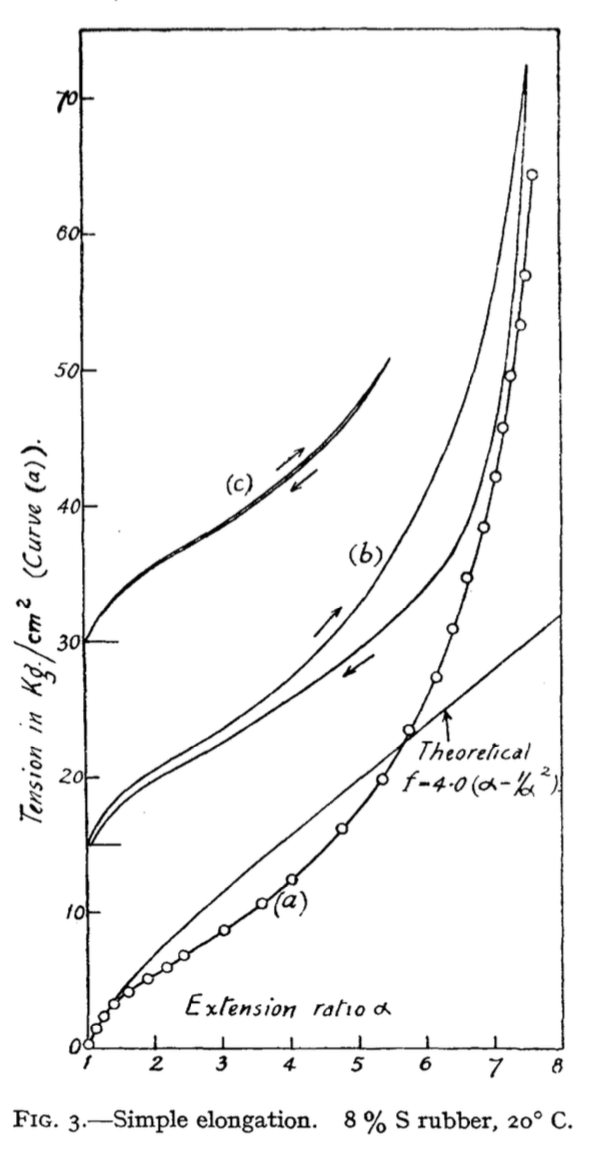 70
60
50
40
30
20
10
0
Tension in Kg./cm² (Curve (a)).
(c)
(b)
(a)
Theoretical
f=4·0(α-1/α²)
Extension ratio α
1 2 3 4 5 6 7 8
FIG. 3.—Simple elongation. 8 % S rubber, 20° C.